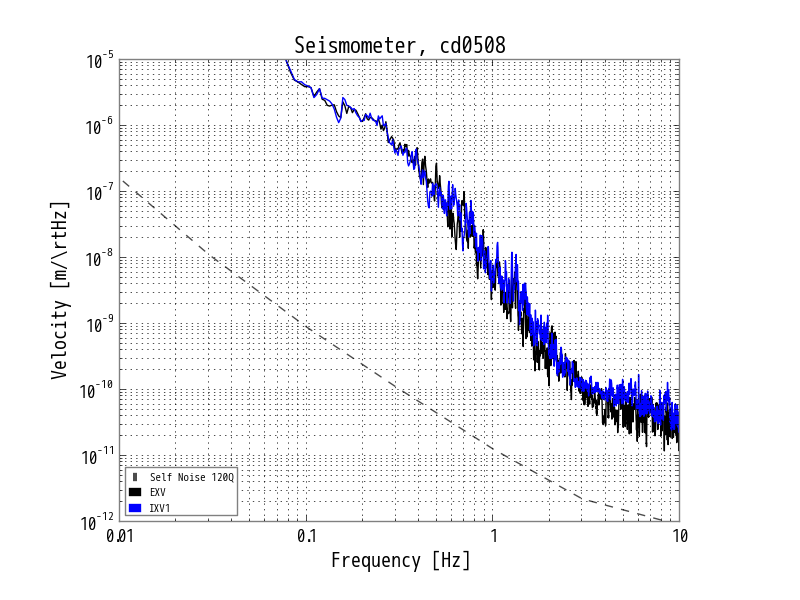 Seismometer, cd0508
10^-5
10^-6
10^-7
10^-8
10^-9
10^-10
10^-11
10^-12
Velocity [m/\rtHz]
Self Noise 120Q
EXV
IXV1
0.01 0.1 1 10
Frequency [Hz]